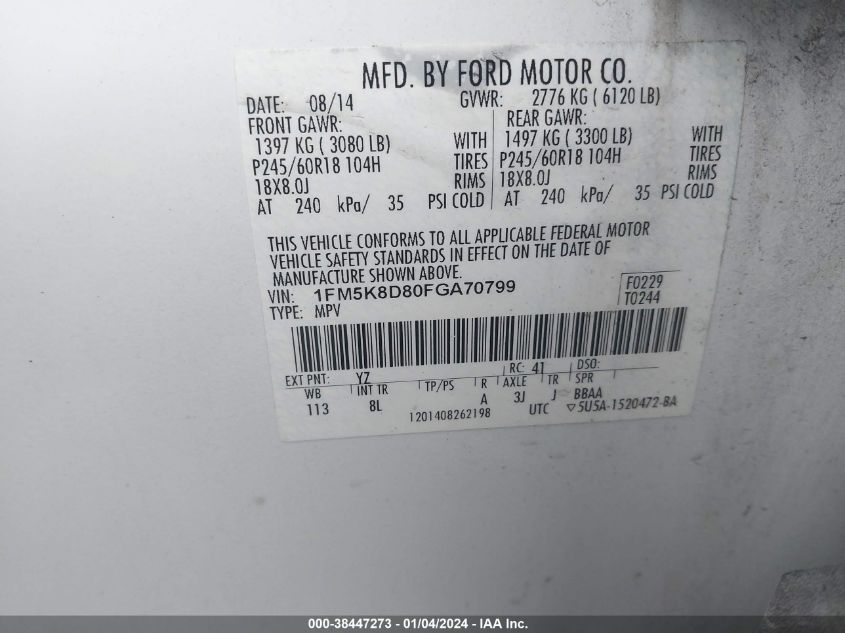 MFD. BY FORD MOTOR CO.
DATE: 08/14 GVWR: 2776 KG ( 6120 LB)
FRONT GAWR: REAR GAWR:
1397 KG ( 3080 LB) WITH 1497 KG ( 3300 LB) WITH
P245/60R18 104H TIRES P245/60R18 104H TIRES
18X8.0J RIMS 18X8.0J RIMS
AT 240 kPa/ 35 PSI COLD AT 240 kPa/ 35 PSI COLD
THIS VEHICLE CONFORMS TO ALL APPLICABLE FEDERAL MOTOR
VEHICLE SAFETY STANDARDS IN EFFECT ON THE DATE OF
MANUFACTURE SHOWN ABOVE.
VIN: 1FM5K8D80FGA70799 F0229
TYPE: MPV T0244
EXT PNT: YZ RC: 41 DSO:
WB INT TR TP/PS R AXLE TR SPR
113 8L A 3J J BBAA
1201408262198 UTC ▽5U5A-1520472-BA
000-38447273 - 01/04/2024 - IAA Inc.